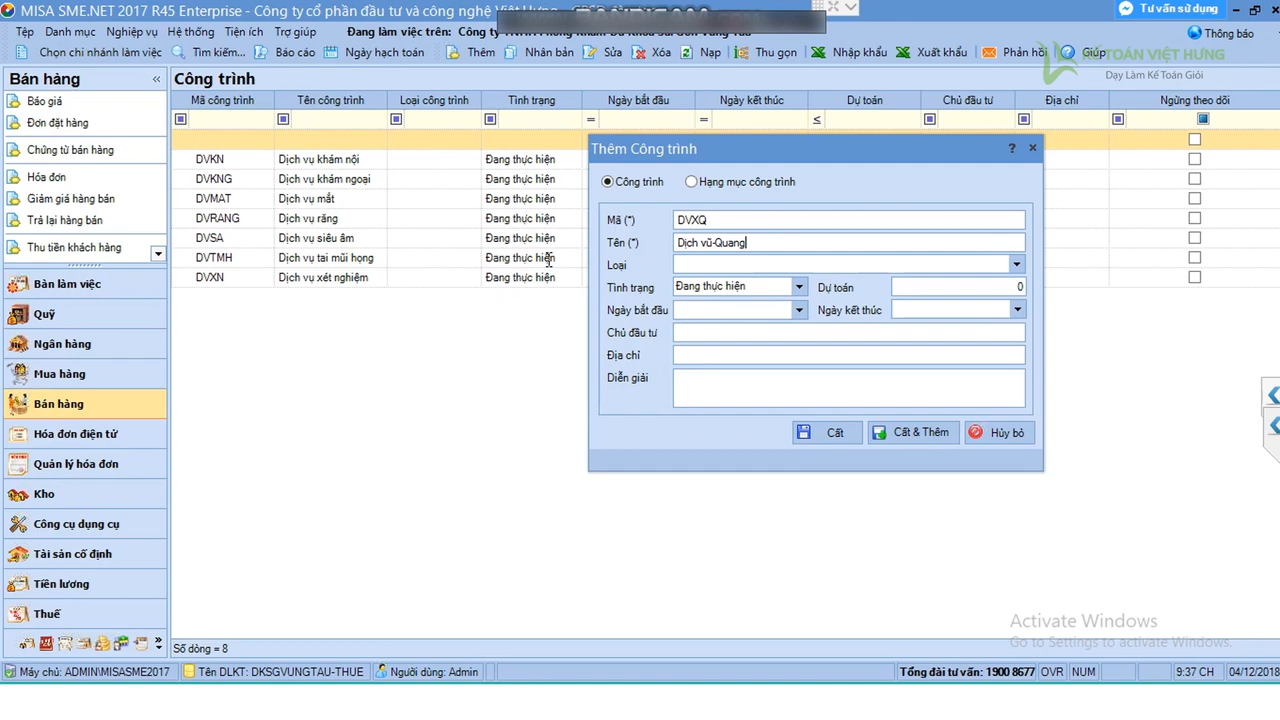 MISA SME.NET 2017 R45 Enterprise - Công ty cổ phần đầu tư và công nghệ Việt Hưng
Tư vấn sử dụng
Tệp Danh mục Nghiệp vụ Hệ thống Tiện ích Trợ giúp Đang làm việc trên:
Thông báo
Chọn chi nhánh làm việc Tìm kiếm... Báo cáo Ngày hạch toán Thêm Nhân bản Sửa Xóa Nạp Thu gọn Nhập khẩu Xuất khẩu Phản hồi Giúp
KẾ TOÁN VIỆT HƯNG
Dạy Làm Kế Toán Giỏi
Bán hàng
Công trình
Mã công trình Tên công trình Loại công trình Tình trạng Ngày bắt đầu Ngày kết thúc Dự toán Chủ đầu tư Địa chỉ Ngừng theo dõi
= = ≤
DVKN Dịch vụ khám nội Đang thực hiện
DVKNG Dịch vụ khám ngoại Đang thực hiện
DVMAT Dịch vụ mắt Đang thực hiện
DVRANG Dịch vụ răng Đang thực hiện
DVSA Dịch vụ siêu âm Đang thực hiện
DVTMH Dịch vụ tai mũi họng Đang thực hiện
DVXN Dịch vụ xét nghiệm Đang thực hiện
Báo giá
Đơn đặt hàng
Chứng từ bán hàng
Hóa đơn
Giảm giá hàng bán
Trả lại hàng bán
Thu tiền khách hàng
Bàn làm việc
Quỹ
Ngân hàng
Mua hàng
Bán hàng
Hóa đơn điện tử
Quản lý hóa đơn
Kho
Công cụ dụng cụ
Tài sản cố định
Tiền lương
Thuế
Thêm Công trình ? ×
Công trình Hạng mục công trình
Mã (*) DVXQ
Tên (*) Dịch vũ-Quang
Loại
Tình trạng Đang thực hiện Dự toán 0
Ngày bắt đầu Ngày kết thúc
Chủ đầu tư
Địa chỉ
Diễn giải
Cất Cất & Thêm Hủy bỏ
Activate Windows
Go to Settings to activate Windows.
Số dòng = 8
Máy chủ: ADMIN\MISASME2017 Tên DLKT: DKSGVUNGTAU-THUE Người dùng: Admin Tổng đài tư vấn: 1900 8677 OVR NUM 9:37 CH 04/12/2018